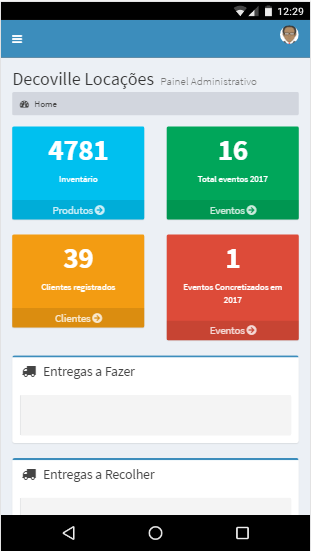 12:29
Decoville Locações Painel Administrativo
Home
4781
Inventário
Produtos
16
Total eventos 2017
Eventos
39
Clientes registrados
Clientes
1
Eventos Concretizados em
2017
Eventos
Entregas a Fazer
Entregas a Recolher